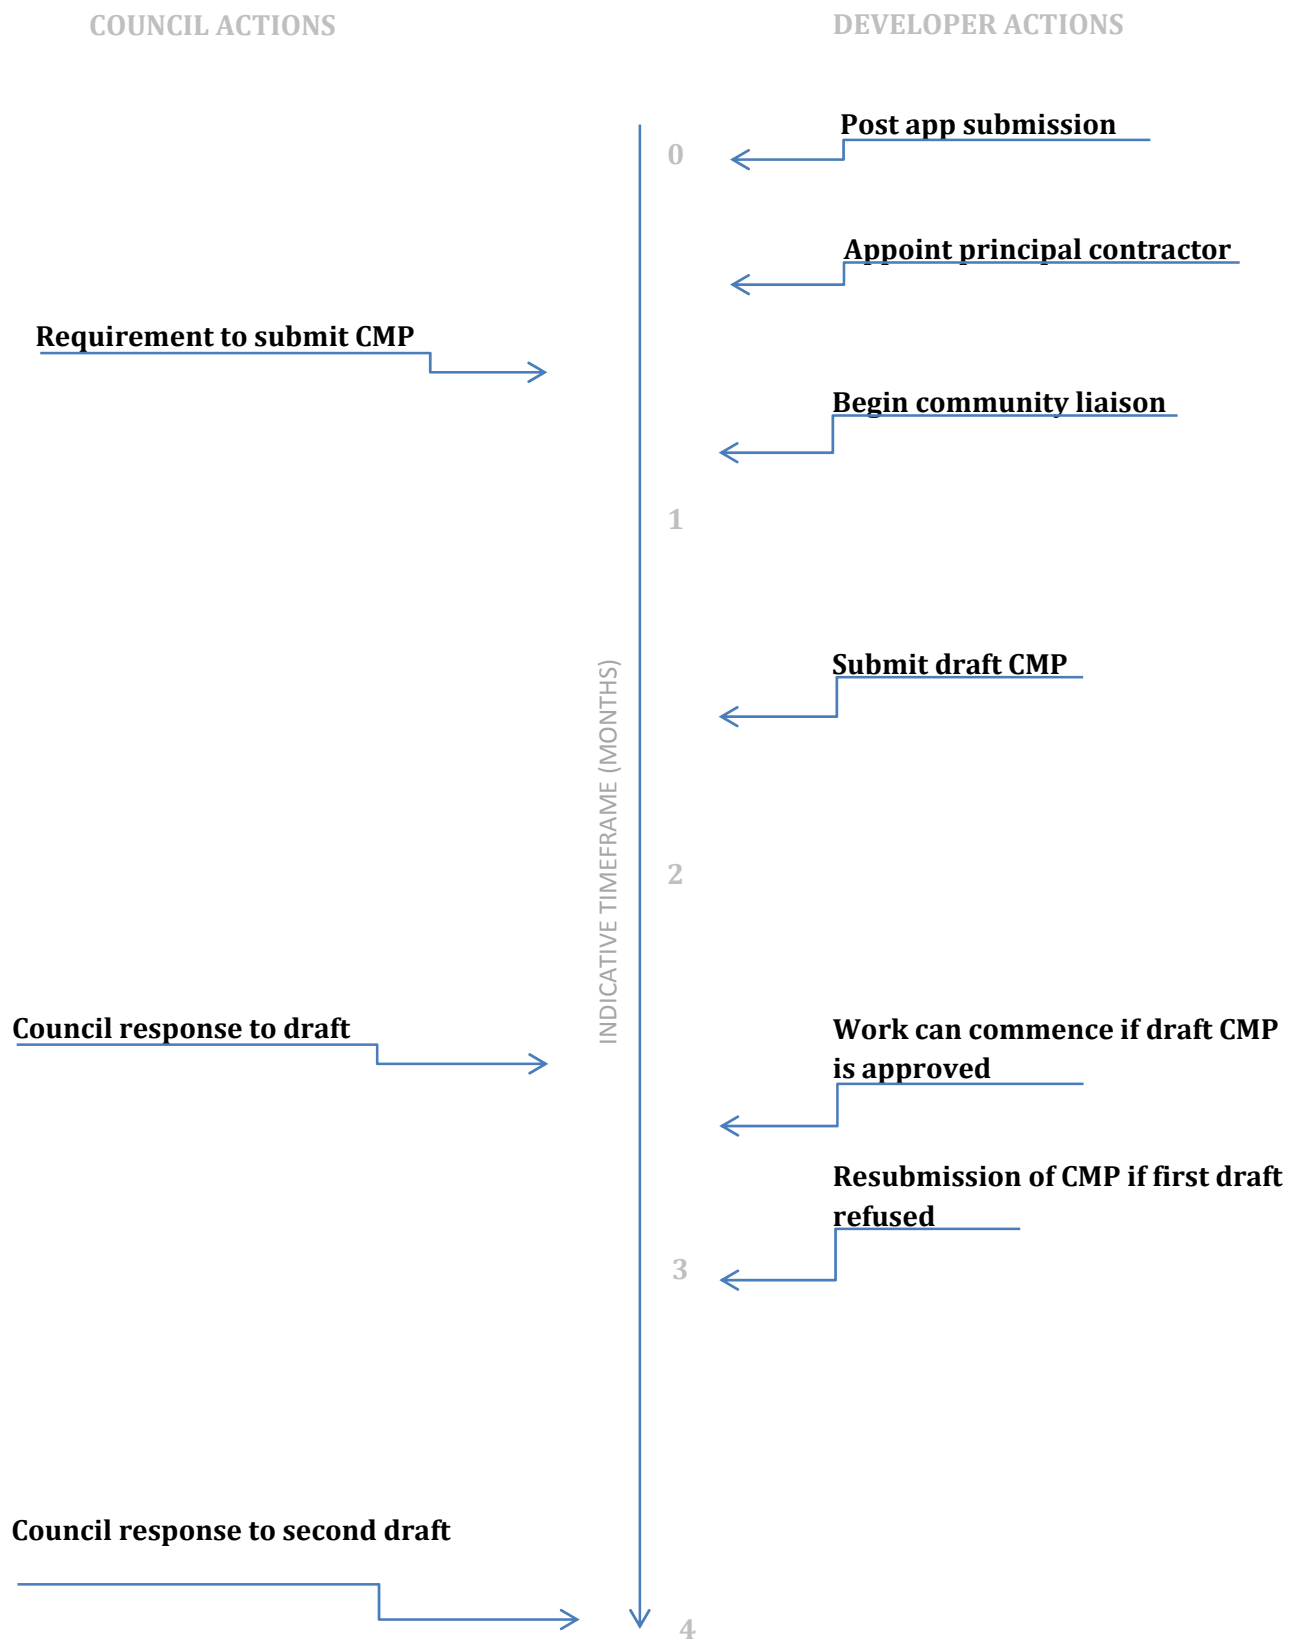 COUNCIL ACTIONS
DEVELOPER ACTIONS
Post app submission
0
Appoint principal contractor
Requirement to submit CMP
Begin community liaison
1
Submit draft CMP
INDICATIVE TIMEFRAME (MONTHS)
2
Council response to draft
Work can commence if draft CMP
is approved
Resubmission of CMP if first draft
refused
3
Council response to second draft
4